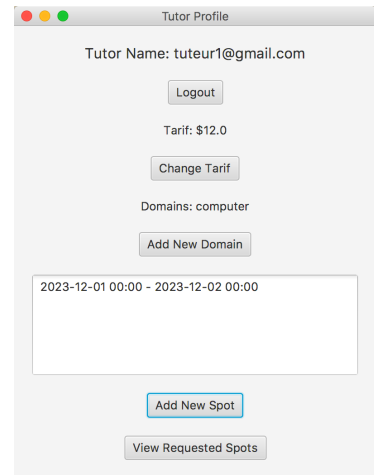 Tutor Profile
Tutor Name: tuteur1@gmail.com
Logout
Tarif: $12.0
Change Tarif
Domains: computer
Add New Domain
2023-12-01 00:00 - 2023-12-02 00:00
Add New Spot
View Requested Spots